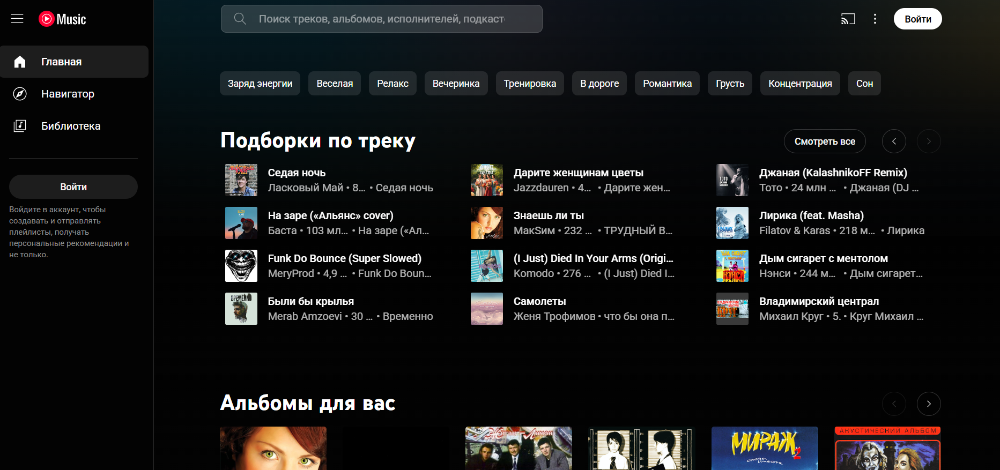 Music
Поиск треков, альбомов, исполнителей, подкаст
Войти
Главная
Навигатор
Библиотека
Войти
Войдите в аккаунт, чтобы
создавать и отправлять
плейлисты, получать
персональные рекомендации и
не только.
Заряд энергии
Веселая
Релакс
Вечеринка
Тренировка
В дороге
Романтика
Грусть
Концентрация
Сон
Подборки по треку
Смотреть все
Седая ночь
Ласковый Май • 8... • Седая ночь
На заре («Альянс» cover)
Баста • 103 мл... • На заре («Ал...
Funk Do Bounce (Super Slowed)
MeryProd • 4,9 ... • Funk Do Boun...
Были бы крылья
Merab Amzoevi • 30 ... • Временно
Дарите женщинам цветы
Jazzdauren • 4... • Дарите жен...
Знаешь ли ты
МакSим • 232 ... • ТРУДНЫЙ В...
(I Just) Died In Your Arms (Origi...
Komodo • 276 ... • (I Just) Died I...
Самолеты
Женя Трофимов • что бы она п...
Джаная (KalashnikoFF Remix)
Тото • 24 млн ... • Джаная (DJ ...
Лирика (feat. Masha)
Filatov & Karas • 218 м... • Лирика
Дым сигарет с ментолом
Нэнси • 244 м... • Дым сигарет...
Владимирский централ
Михаил Круг • 5. • Круг Михаил ...
Альбомы для вас
МИРАЖ 2
снова вместе
АКУСТИЧЕСКИЙ АЛЬБОМ